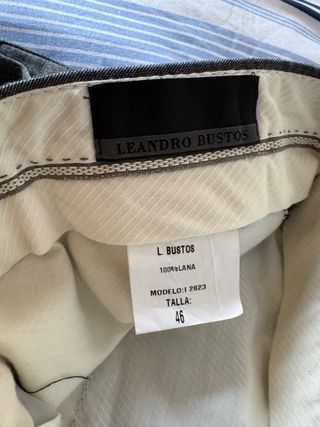 LEANDRO BUSTOS
L. BUSTOS
100%LANA
MODELO:I 2623
TALLA:
46